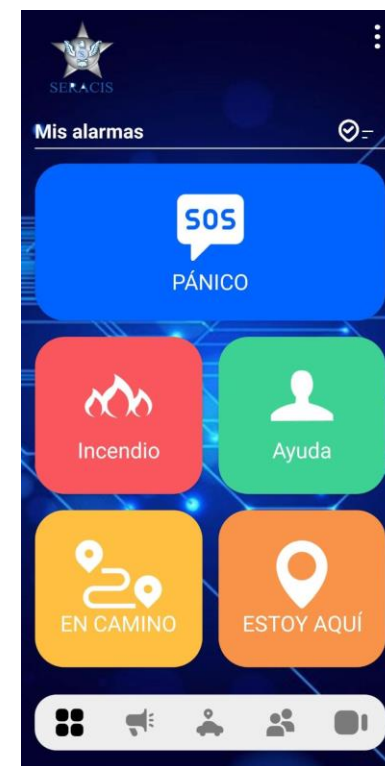 SERACIS
Mis alarmas
SOS
PÁNICO
Incendio
Ayuda
EN CAMINO
ESTOY AQUÍ